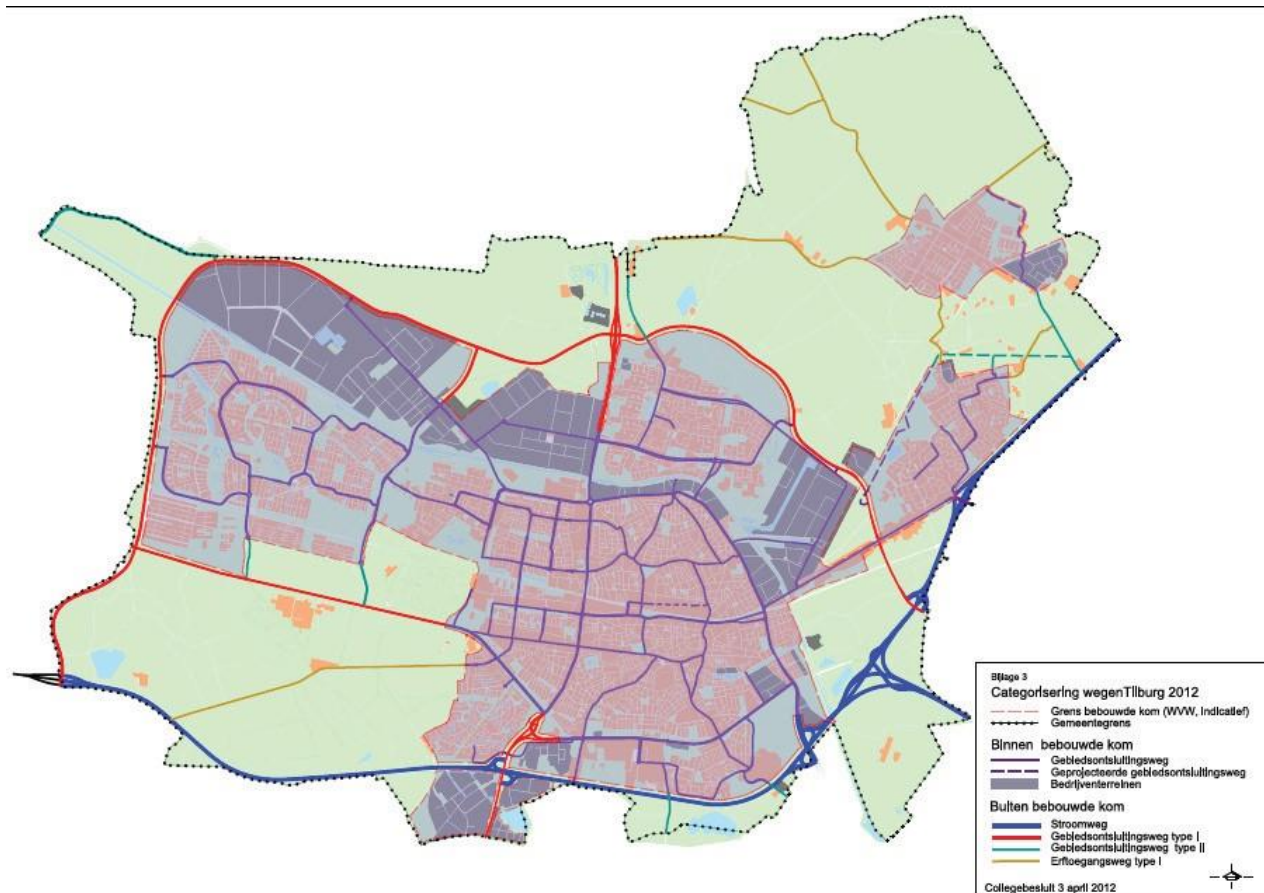 Bijlage 3
Categorisering wegen Tilburg 2012
Grens bebouwde kom (WVW, indicatief)
Gemeentegrens
Binnen bebouwde kom
Gebiedsontsluitingsweg
Geprojecteerde gebiedsontsluitingsweg
Bedrijventerreinen
Buiten bebouwde kom
Stroomweg
Gebiedsontsluitingsweg type I
Gebiedsontsluitingsweg type II
Erftoegangsweg type I
Collegebesluit 3 april 2012